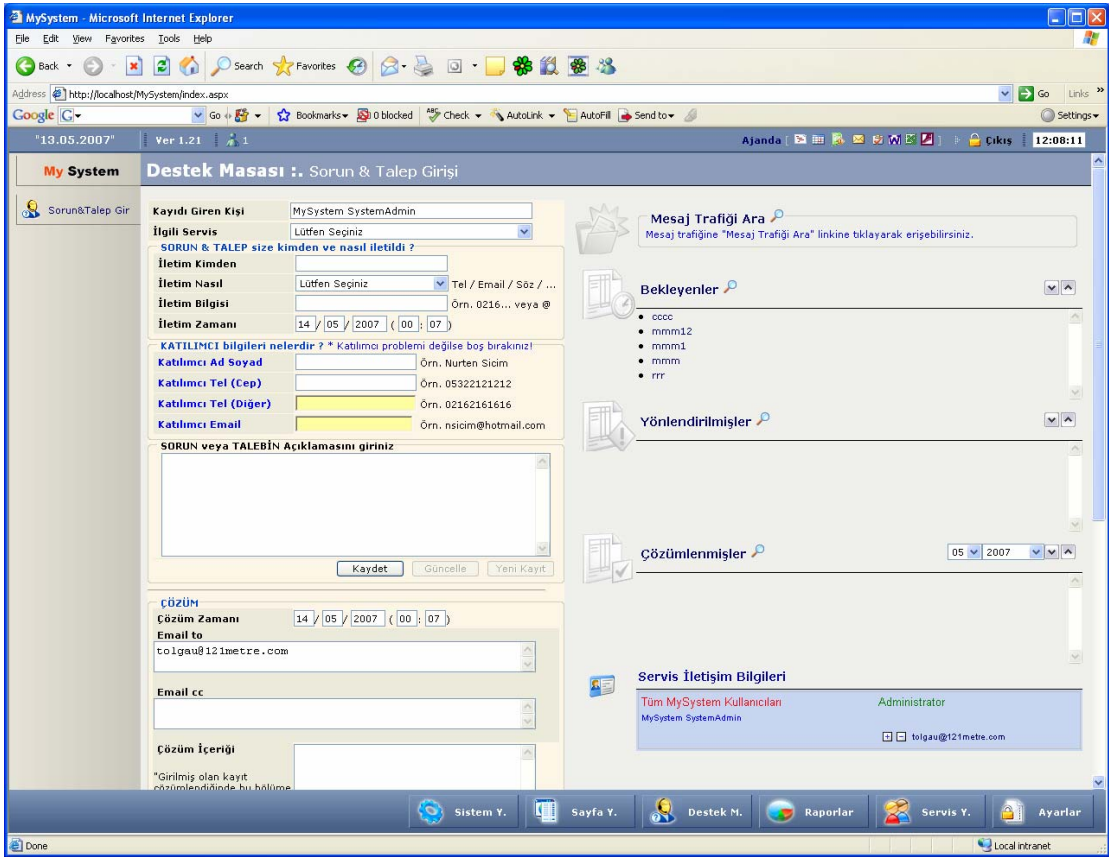 MySystem - Microsoft Internet Explorer
File Edit View Favorites Tools Help
Back Search Favorites
Address http://localhost/MySystem/index.aspx Go Links »
Google G Go Bookmarks 0 blocked Check AutoLink AutoFill Send to Settings
"13.05.2007" Ver 1.21 1 Ajanda [ ] Çıkış 12:08:11
My System Destek Masası :. Sorun & Talep Girişi
Sorun&Talep Gir
Kayıdı Giren Kişi MySystem SystemAdmin
İlgili Servis Lütfen Seçiniz
SORUN & TALEP size kimden ve nasıl iletildi ?
İletim Kimden
İletim Nasıl Lütfen Seçiniz Tel / Email / Söz / ...
İletim Bilgisi Örn. 0216... veya @
İletim Zamanı 14 / 05 / 2007 ( 00 : 07 )
KATILIMCI bilgileri nelerdir ? * Katılımcı problemi değilse boş bırakınız!
Katılımcı Ad Soyad Örn. Nurten Sicim
Katılımcı Tel (Cep) Örn. 05322121212
Katılımcı Tel (Diğer) Örn. 02162161616
Katılımcı Email Örn. nsicim@hotmail.com
SORUN veya TALEBİN Açıklamasını giriniz
Kaydet Güncelle Yeni Kayıt
ÇÖZÜM
Çözüm Zamanı 14 / 05 / 2007 ( 00 : 07 )
Email to
tolgau@121metre.com
Email cc
Çözüm İçeriği
"Girilmiş olan kayıt
çözümlendiğinde bu bölüme
Mesaj Trafiği Ara
Mesaj trafiğine "Mesaj Trafiği Ara" linkine tıklayarak erişebilirsiniz.
Bekleyenler
cccc
mmm12
mmm1
mmm
rrr
Yönlendirilmişler
Çözümlenmişler 05 2007
Servis İletişim Bilgileri
Tüm MySystem Kullanıcıları Administrator
MySystem SystemAdmin
tolgau@121metre.com
Sistem Y. Sayfa Y. Destek M. Raporlar Servis Y. Ayarlar
Done Local intranet